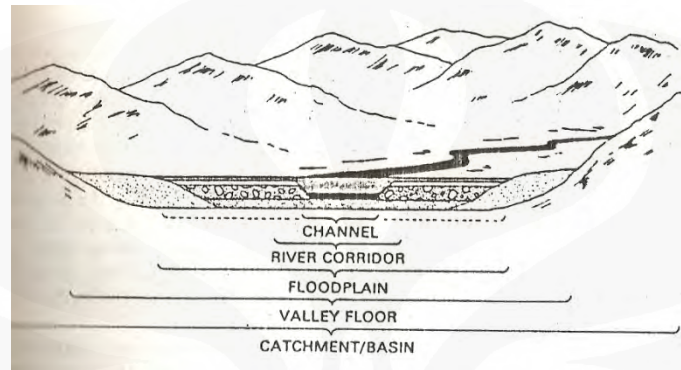 CHANNEL
RIVER CORRIDOR
FLOODPLAIN
VALLEY FLOOR
CATCHMENT/BASIN